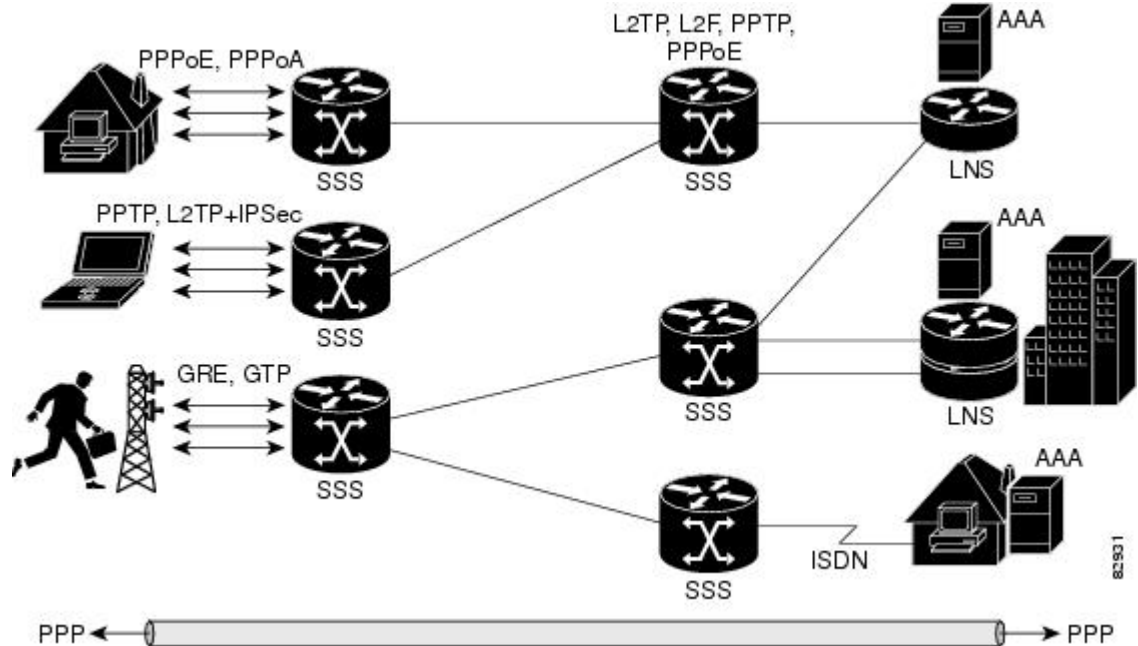 L2TP, L2F, PPTP,
PPPoE
AAA
PPPoE, PPPoA
SSS
SSS
LNS
PPTP, L2TP+IPSec
AAA
SSS
GRE, GTP
SSS
LNS
SSS
AAA
ISDN
SSS
82931
PPP
PPP